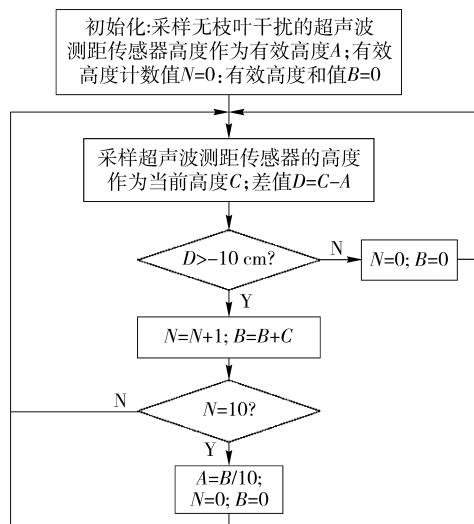 初始化:采样无枝叶干扰的超声波
测距传感器高度作为有效高度A;有效
高度计数值N=0:有效高度和值B=0
采样超声波测距传感器的高度
作为当前高度C;差值D=C-A
D>-10 cm?
N
N=0; B=0
Y
N=N+1; B=B+C
N
N=10?
Y
A=B/10;
N=0; B=0